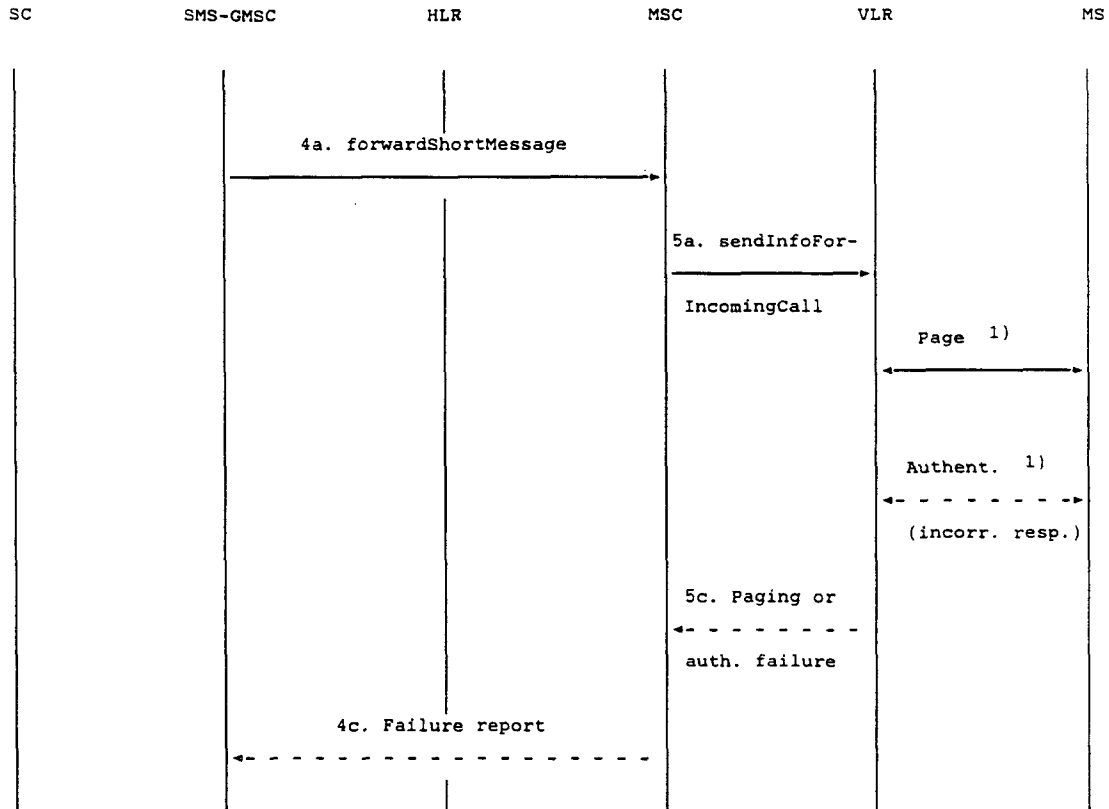 SC SMS-GMSC HLR MSC VLR MS
4a. forwardShortMessage
5a. sendInfoFor-
IncomingCall
Page 1)
Authent. 1)
(incorr. resp.)
5c. Paging or
auth. failure
4c. Failure report